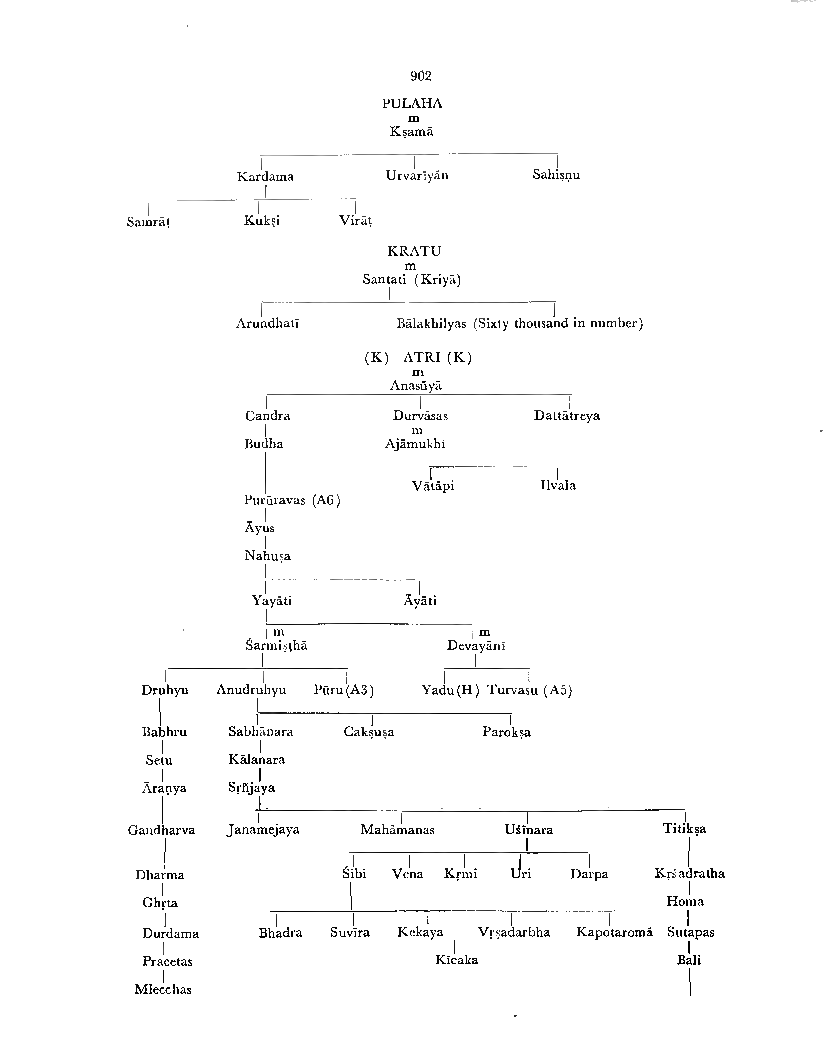 902
PULAHA
m
Kṣamā
Kardama Urvarīyān Sahiṣṇu
Samrāṭ Kukṣi Virāṭ
KRATU
m
Santati (Kriyā)
Arundhatī Bālakhilyas (Sixty thousand in number)
(K) ATRI (K)
m
Anasūyā
Candra Durvāsas Dattātreya
m
Budha Ajāmukhi
Vātāpi Ilvala
Purūravas (A6)
Āyus
Nahuṣa
Yayāti Āyāti
m m
Śarmiṣṭhā Devayānī
Druhyu Anudruhyu Pūru(A3) Yadu(H) Turvasu (A5)
Babhru Sabhānara Cakṣuṣa Parokṣa
Setu Kālanara
Āraṇya Sṛñjaya
Gandharva Janamejaya Mahāmanas Uśīnara Titikṣa
Dharma Śibi Vena Kṛmi Uri Darpa Kṛśadratha
Ghṛta Homa
Durdama Bhadra Suvīra Kekaya Vṛṣadarbha Kapotaromā Sutapas
Pracetas Kīcaka Bali
Mlecchas